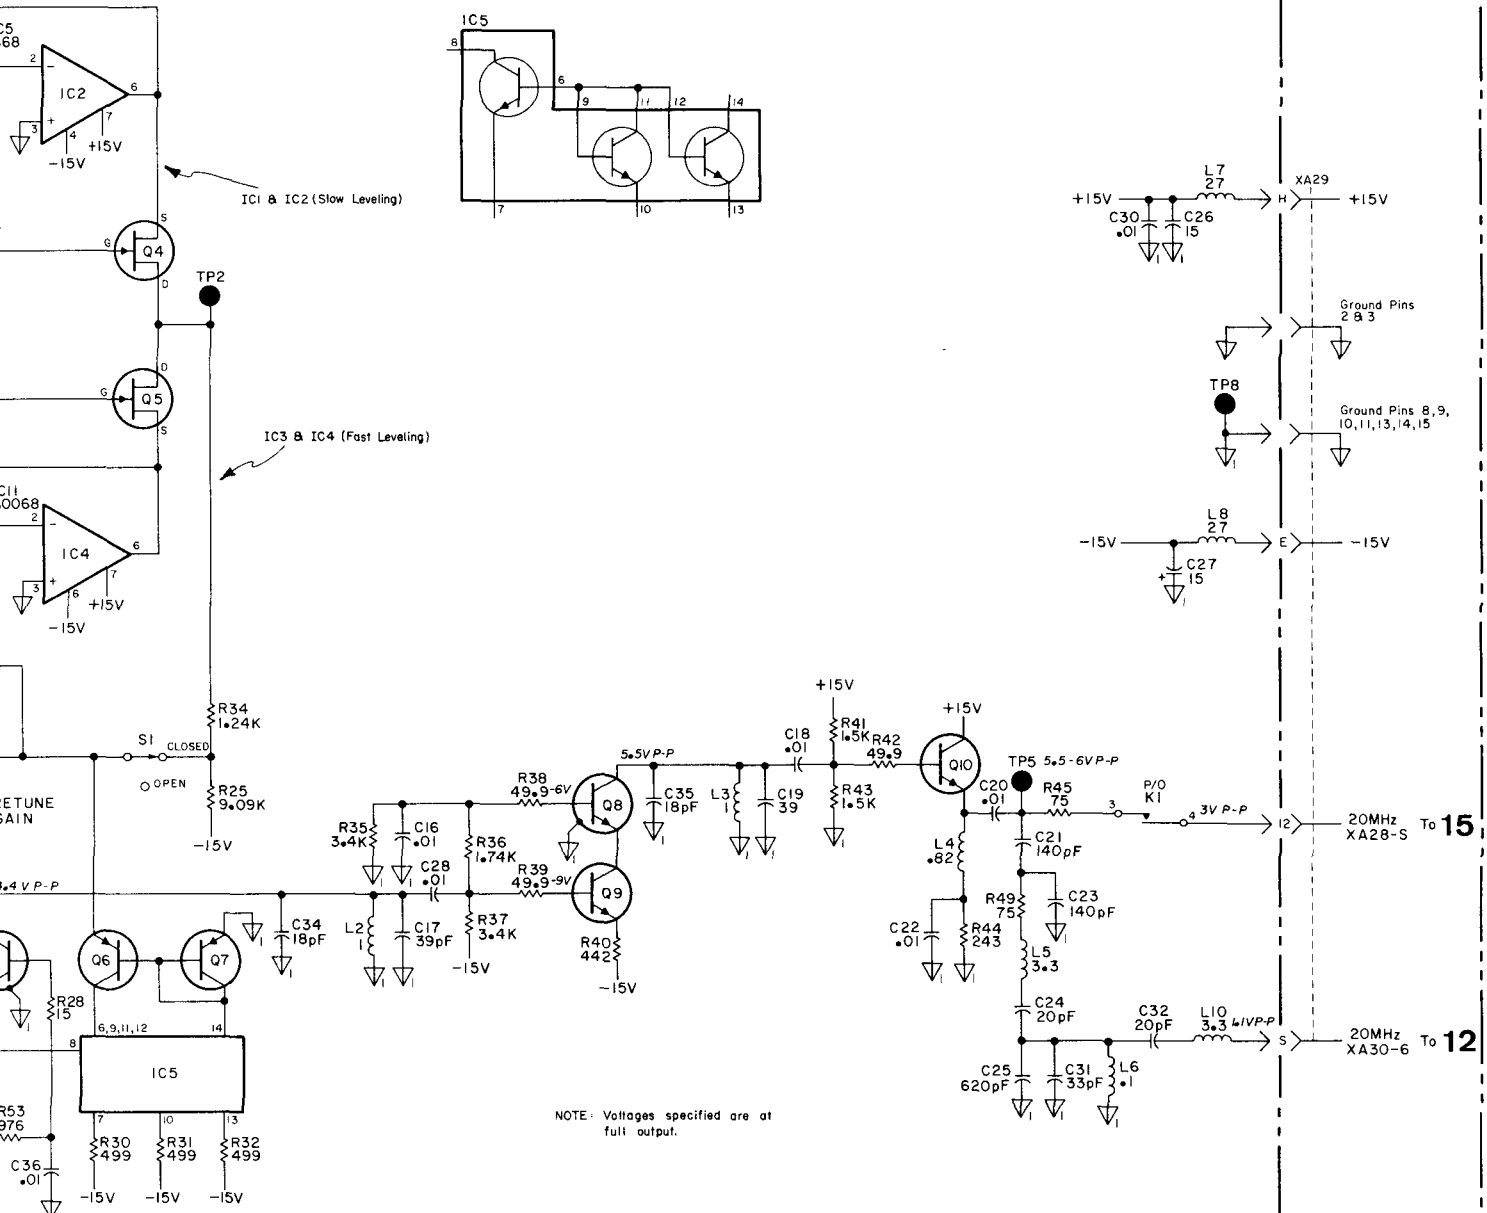 C5
68
2
-
IC2
6
3
+
4
7
-15V
+15V
IC1 & IC2 (Slow Leveling)
IC5
8
6
9
11
12
14
7
10
13
S
G
Q4
D
TP2
D
G
Q5
S
IC3 & IC4 (Fast Leveling)
C11
.0068
2
-
IC4
6
3
+
6
7
-15V
+15V
+15V
C30
.01
C26
15
L7
27
H
XA29
+15V
Ground Pins
2 & 3
TP8
Ground Pins 8,9,
10,11,13,14,15
-15V
L8
27
E
-15V
+
C27
15
R34
1.24K
S1
CLOSED
OPEN
R25
9.09K
-15V
RETUNE
GAIN
3.4 V P-P
R35
3.4K
C16
.01
R36
1.74K
R38
49.9
-6V
Q8
5.5V P-P
C28
.01
R39
49.9
-9V
Q9
C34
18pF
L2
1
C17
39pF
R37
3.4K
-15V
R40
442
-15V
C35
18pF
L3
1
C19
39
C18
.01
+15V
R41
1.5K
R42
49.9
R43
1.5K
+15V
Q10
C20
.01
TP5
5.5-6V P-P
R45
75
3
P/O
K1
4
3V P-P
12
20MHz
XA28-S
To 15
L4
.82
C21
140pF
C22
.01
R44
243
R49
75
C23
140pF
L5
3.3
C24
20pF
C32
20pF
L10
3.3
1.1V P-P
S
20MHz
XA30-6
To 12
C25
620pF
C31
33pF
L6
.1
Q6
Q7
R28
15
6,9,11,12
14
8
IC5
7
10
13
R53
976
R30
499
R31
499
R32
499
C36
.01
-15V
-15V
-15V
NOTE: Voltages specified are at
full output.